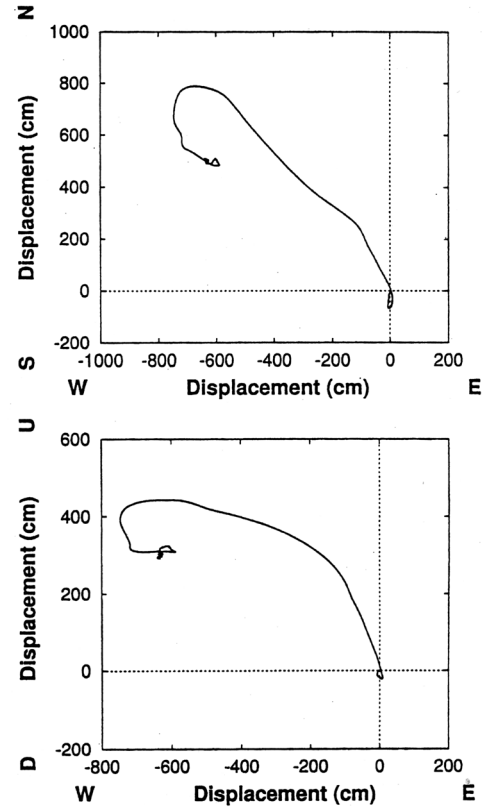 N
1000
800
600
400
200
0
-200
Displacement (cm)
S
-1000 -800 -600 -400 -200 0 200
W Displacement (cm) E
U
600
400
200
0
-200
Displacement (cm)
D
-800 -600 -400 -200 0 200
W Displacement (cm) E